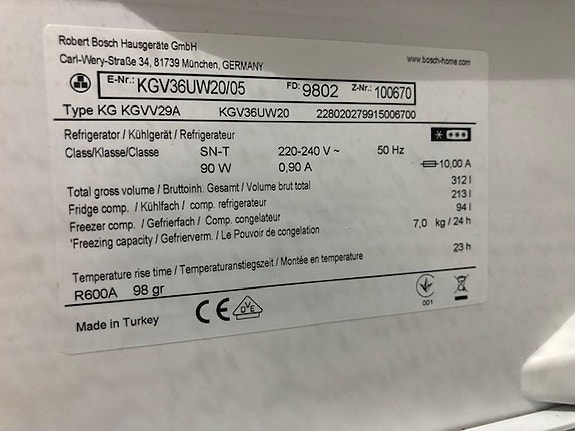 Robert Bosch Hausgeräte GmbH
Carl-Wery-Straße 34, 81739 München, GERMANY
www.bosch-home.com
E-Nr.: KGV36UW20/05 FD: 9802 Z-Nr.: 100670
Type KG KGVV29A KGV36UW20 228020279915006700
Refrigerator / Kühlgerät / Refrigerateur
Class/Klasse/Classe SN-T 220-240 V ~ 50 Hz
90 W 0,90 A 10,00 A
Total gross volume / Bruttoinh. Gesamt / Volume brut total 312 l
Fridge comp. / Kühlfach / comp. refrigerateur 213 l
Freezer comp. / Gefrierfach / Comp. congelateur 94 l
'Freezing capacity / Gefrierverm. / Le Pouvoir de congelation 7,0 kg / 24 h
Temperature rise time / Temperaturanstiegszeit / Montée en temperature 23 h
R600A 98 gr
CE DVE 001
Made in Turkey